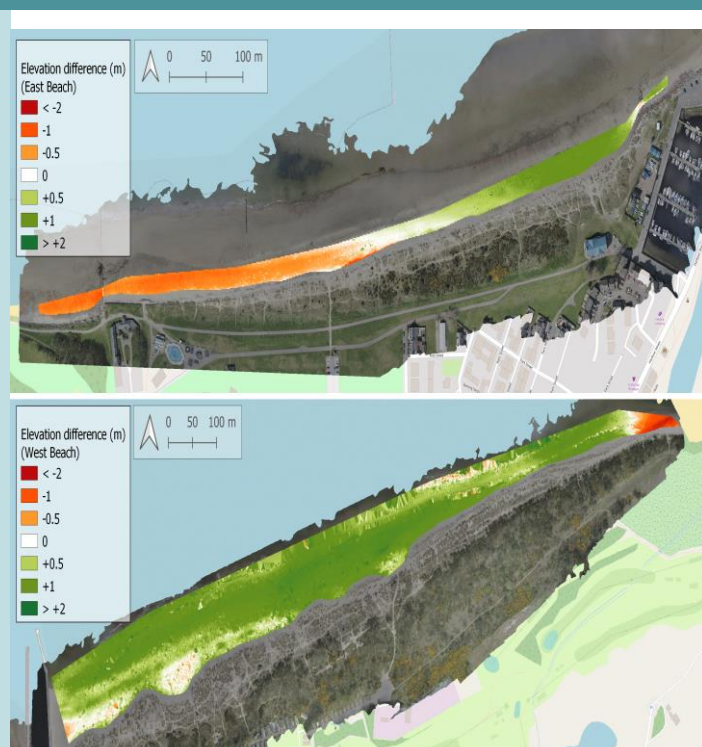 Elevation difference (m)
(East Beach)
< -2
-1
-0.5
0
+0.5
+1
> +2
0 50 100 m
Elevation difference (m)
(West Beach)
< -2
-1
-0.5
0
+0.5
+1
> +2
0 50 100 m